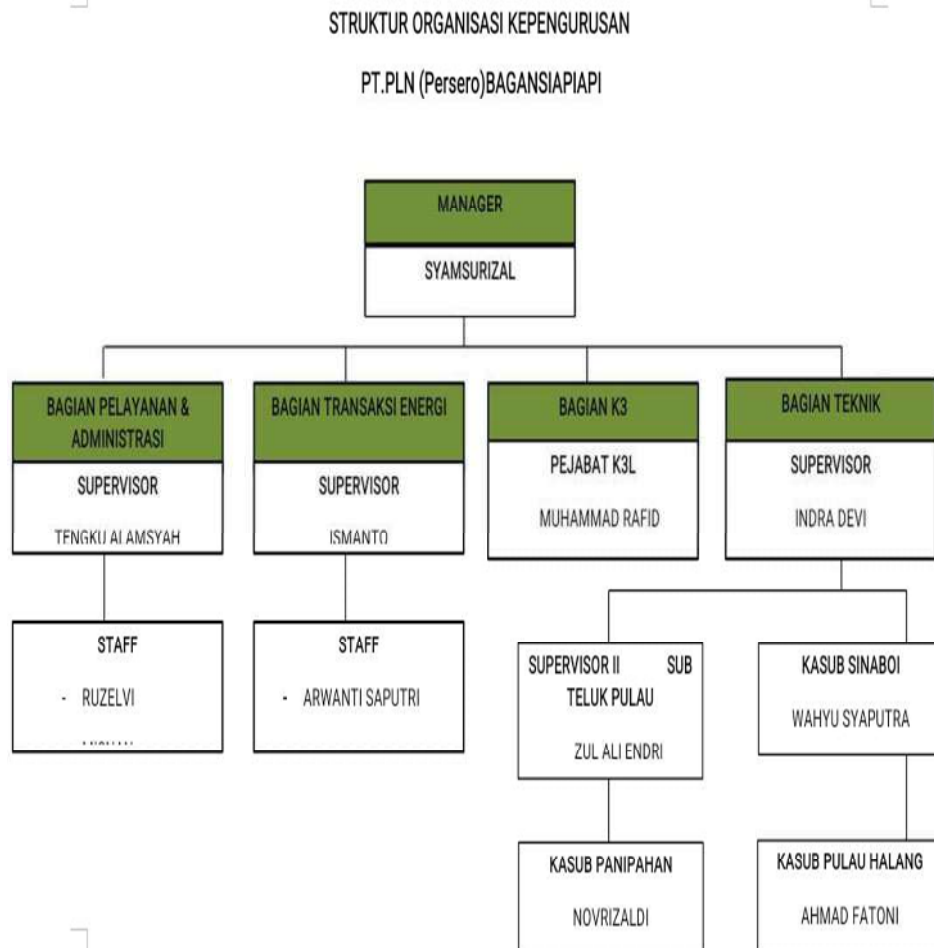 STRUKTUR ORGANISASI KEPENGURUSAN
PT.PLN (Persero)BAGANSIAPIAPI
MANAGER
SYAMSURIZAL
BAGIAN PELAYANAN &
ADMINISTRASI
SUPERVISOR
TENGKU ALAMSYAH
BAGIAN TRANSAKSI ENERGI
SUPERVISOR
ISMANTO
BAGIAN K3
PEJABAT K3L
MUHAMMAD RAFID
BAGIAN TEKNIK
SUPERVISOR
INDRA DEVI
STAFF
- RUZELVI
STAFF
- ARWANTI SAPUTRI
SUPERVISOR II SUB
TELUK PULAU
ZUL ALI ENDRI
KASUB SINABOI
WAHYU SYAPUTRA
KASUB PANIPAHAN
NOVRIZALDI
KASUB PULAU HALANG
AHMAD FATONI